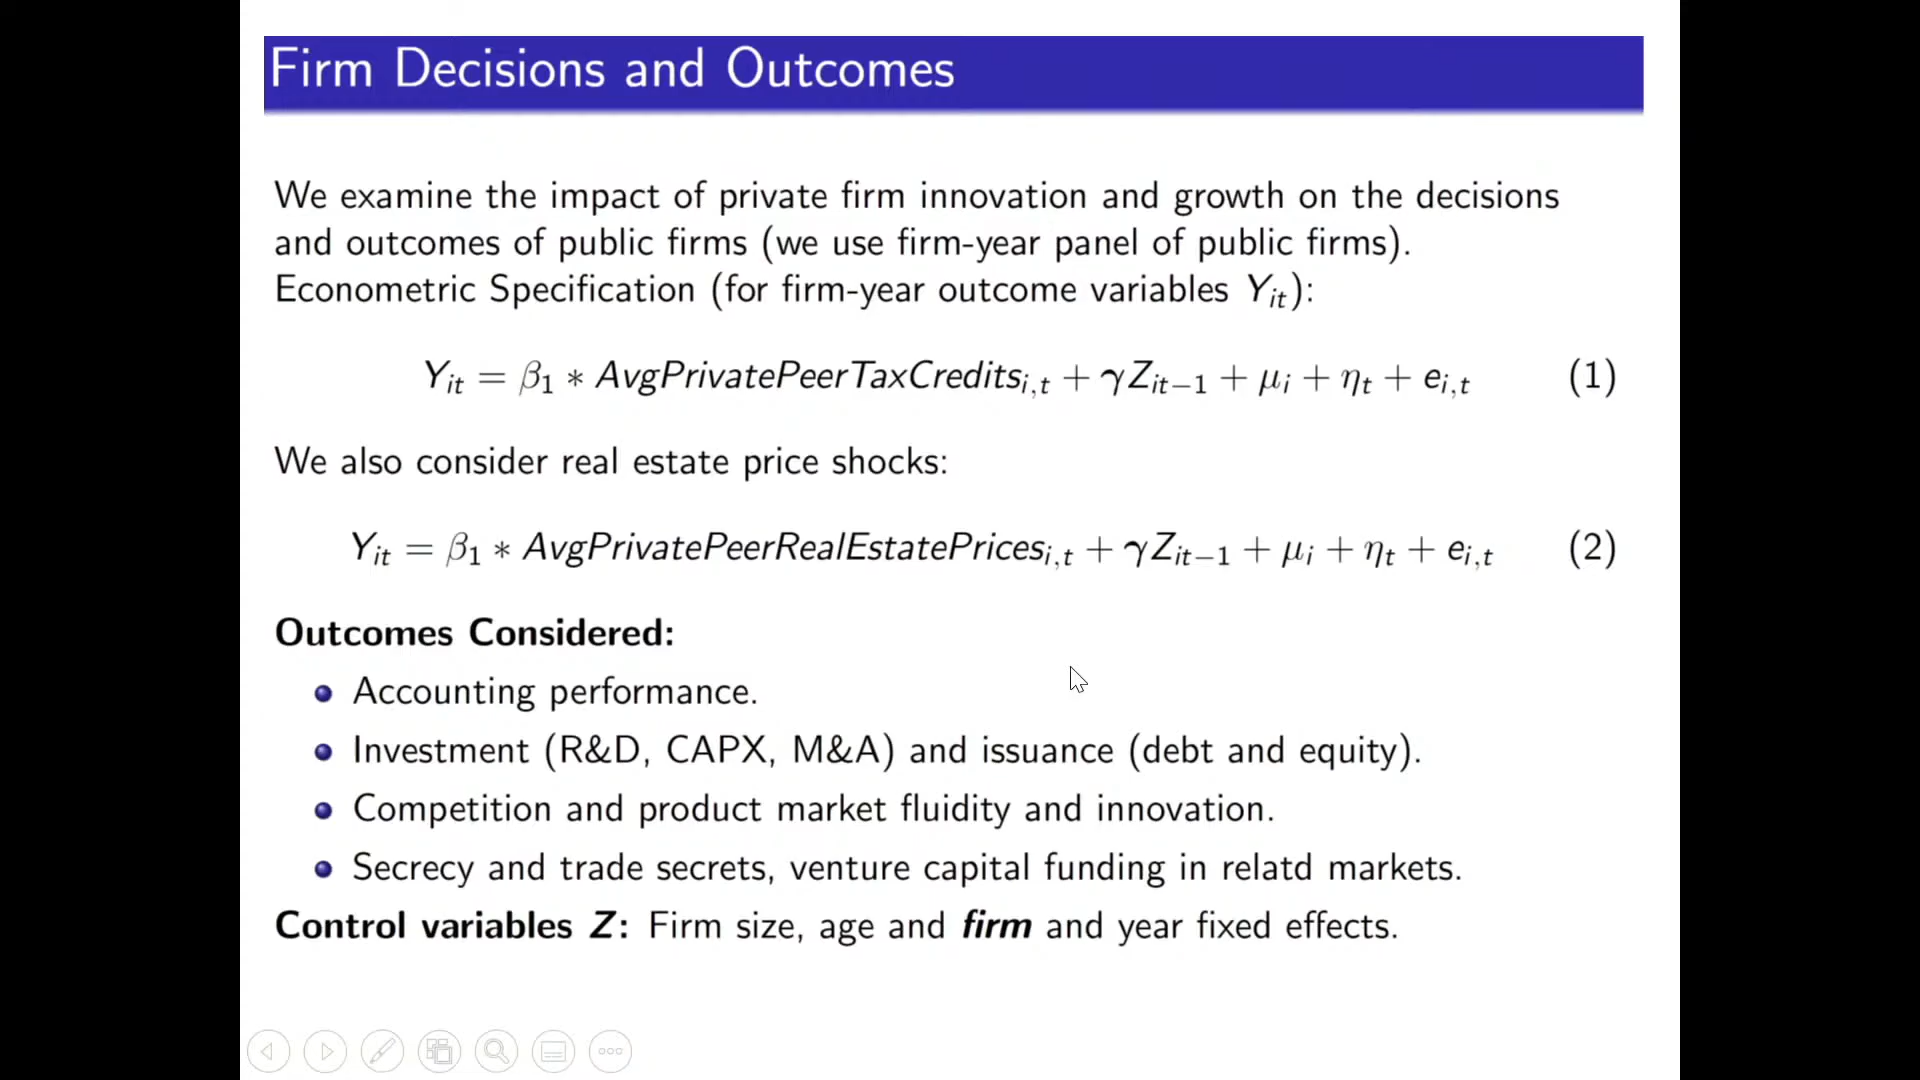 Firm Decisions and Outcomes
We examine the impact of private firm innovation and growth on the decisions
and outcomes of public firms (we use firm-year panel of public firms).
Econometric Specification (for firm-year outcome variables Y_it):
Y_it = β_1 * AvgPrivatePeerTaxCredits_i,t + γZ_it−1 + μ_i + η_t + e_i,t (1)
We also consider real estate price shocks:
Y_it = β_1 * AvgPrivatePeerRealEstatePrices_i,t + γZ_it−1 + μ_i + η_t + e_i,t (2)
Outcomes Considered:
Accounting performance.
Investment (R&D, CAPX, M&A) and issuance (debt and equity).
Competition and product market fluidity and innovation.
Secrecy and trade secrets, venture capital funding in relatd markets.
Control variables Z: Firm size, age and firm and year fixed effects.